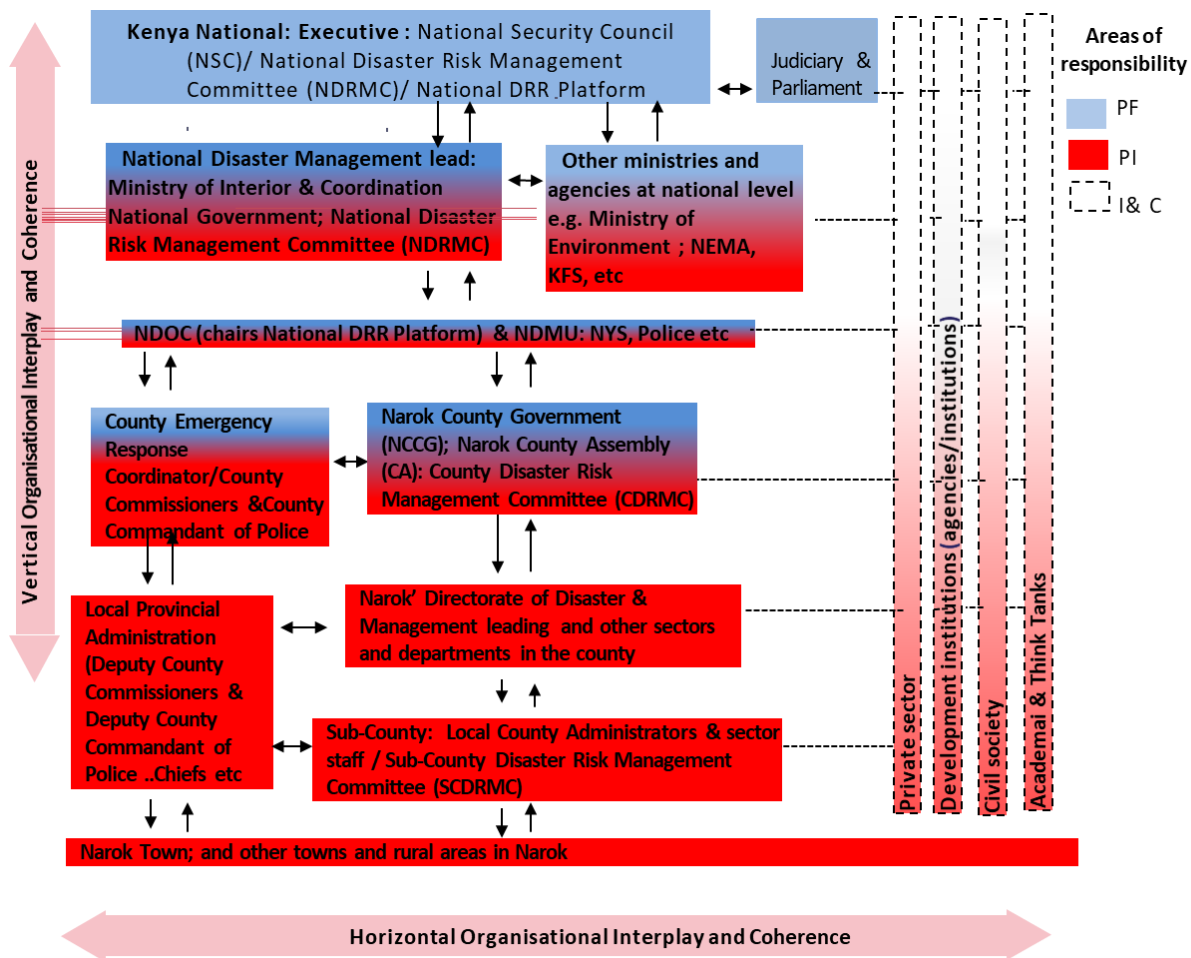 Kenya National: Executive : National Security Council
(NSC)/ National Disaster Risk Management
Committee (NDRMC)/ National DRR Platform
Judiciary &
Parliament
Areas of
responsibility
PF
PI
I& C
National Disaster Management lead:
Ministry of Interior & Coordination
National Government; National Disaster
Risk Management Committee (NDRMC)
Other ministries and
agencies at national level
e.g. Ministry of
Environment ; NEMA,
KFS, etc
NDOC (chairs National DRR Platform) & NDMU: NYS, Police etc
County Emergency
Response
Coordinator/County
Commissioners &County
Commandant of Police
Narok County Government
(NCCG); Narok County Assembly
(CA): County Disaster Risk
Management Committee (CDRMC)
Local Provincial
Administration
(Deputy County
Commissioners &
Deputy County
Commandant of
Police ..Chiefs etc
Narok' Directorate of Disaster &
Management leading and other sectors
and departments in the county
Sub-County: Local County Administrators & sector
staff / Sub-County Disaster Risk Management
Committee (SCDRMC)
Narok Town; and other towns and rural areas in Narok
Vertical Organisational Interplay and Coherence
Horizontal Organisational Interplay and Coherence
Private sector
Development institutions (agencies/institutions)
Civil society
Academai & Think Tanks